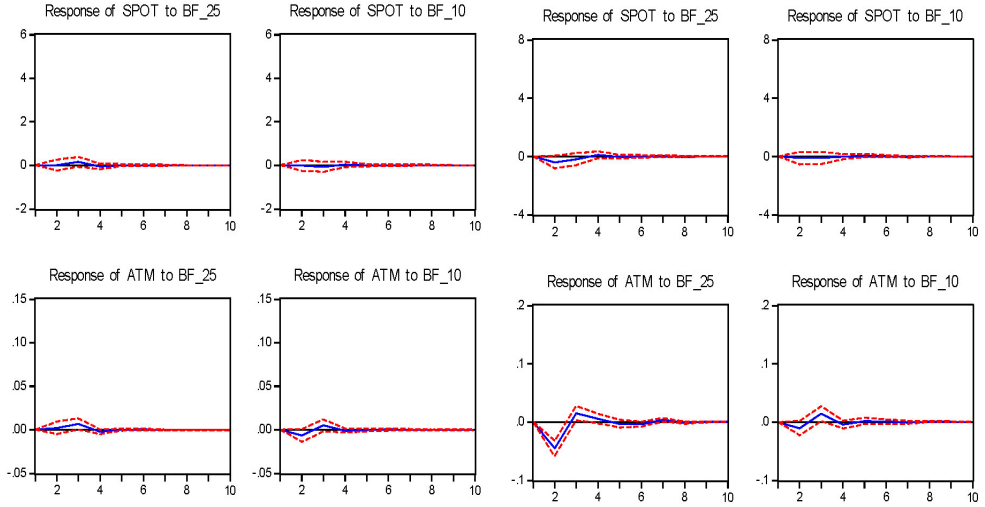 Response of SPOT to BF_25
6
4
2
0
-2
2 4 6 8 10
Response of SPOT to BF_10
6
4
2
0
-2
2 4 6 8 10
Response of SPOT to BF_25
8
4
0
-4
2 4 6 8 10
Response of SPOT to BF_10
8
4
0
-4
2 4 6 8 10
Response of ATM to BF_25
.15
.10
.05
.00
-.05
2 4 6 8 10
Response of ATM to BF_10
.15
.10
.05
.00
-.05
2 4 6 8 10
Response of ATM to BF_25
.2
.1
.0
-.1
2 4 6 8 10
Response of ATM to BF_10
.2
.1
.0
-.1
2 4 6 8 10